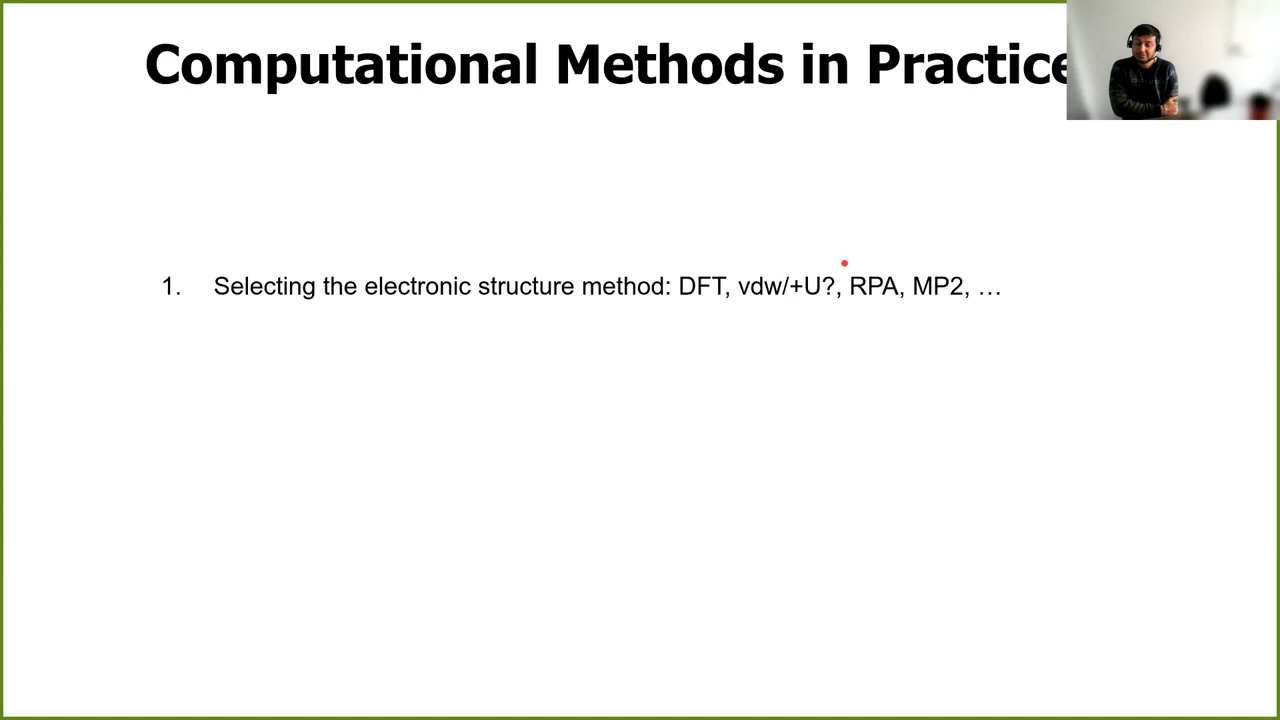 Computational Methods in Practice
1. Selecting the electronic structure method: DFT, vdw/+U?, RPA, MP2, …